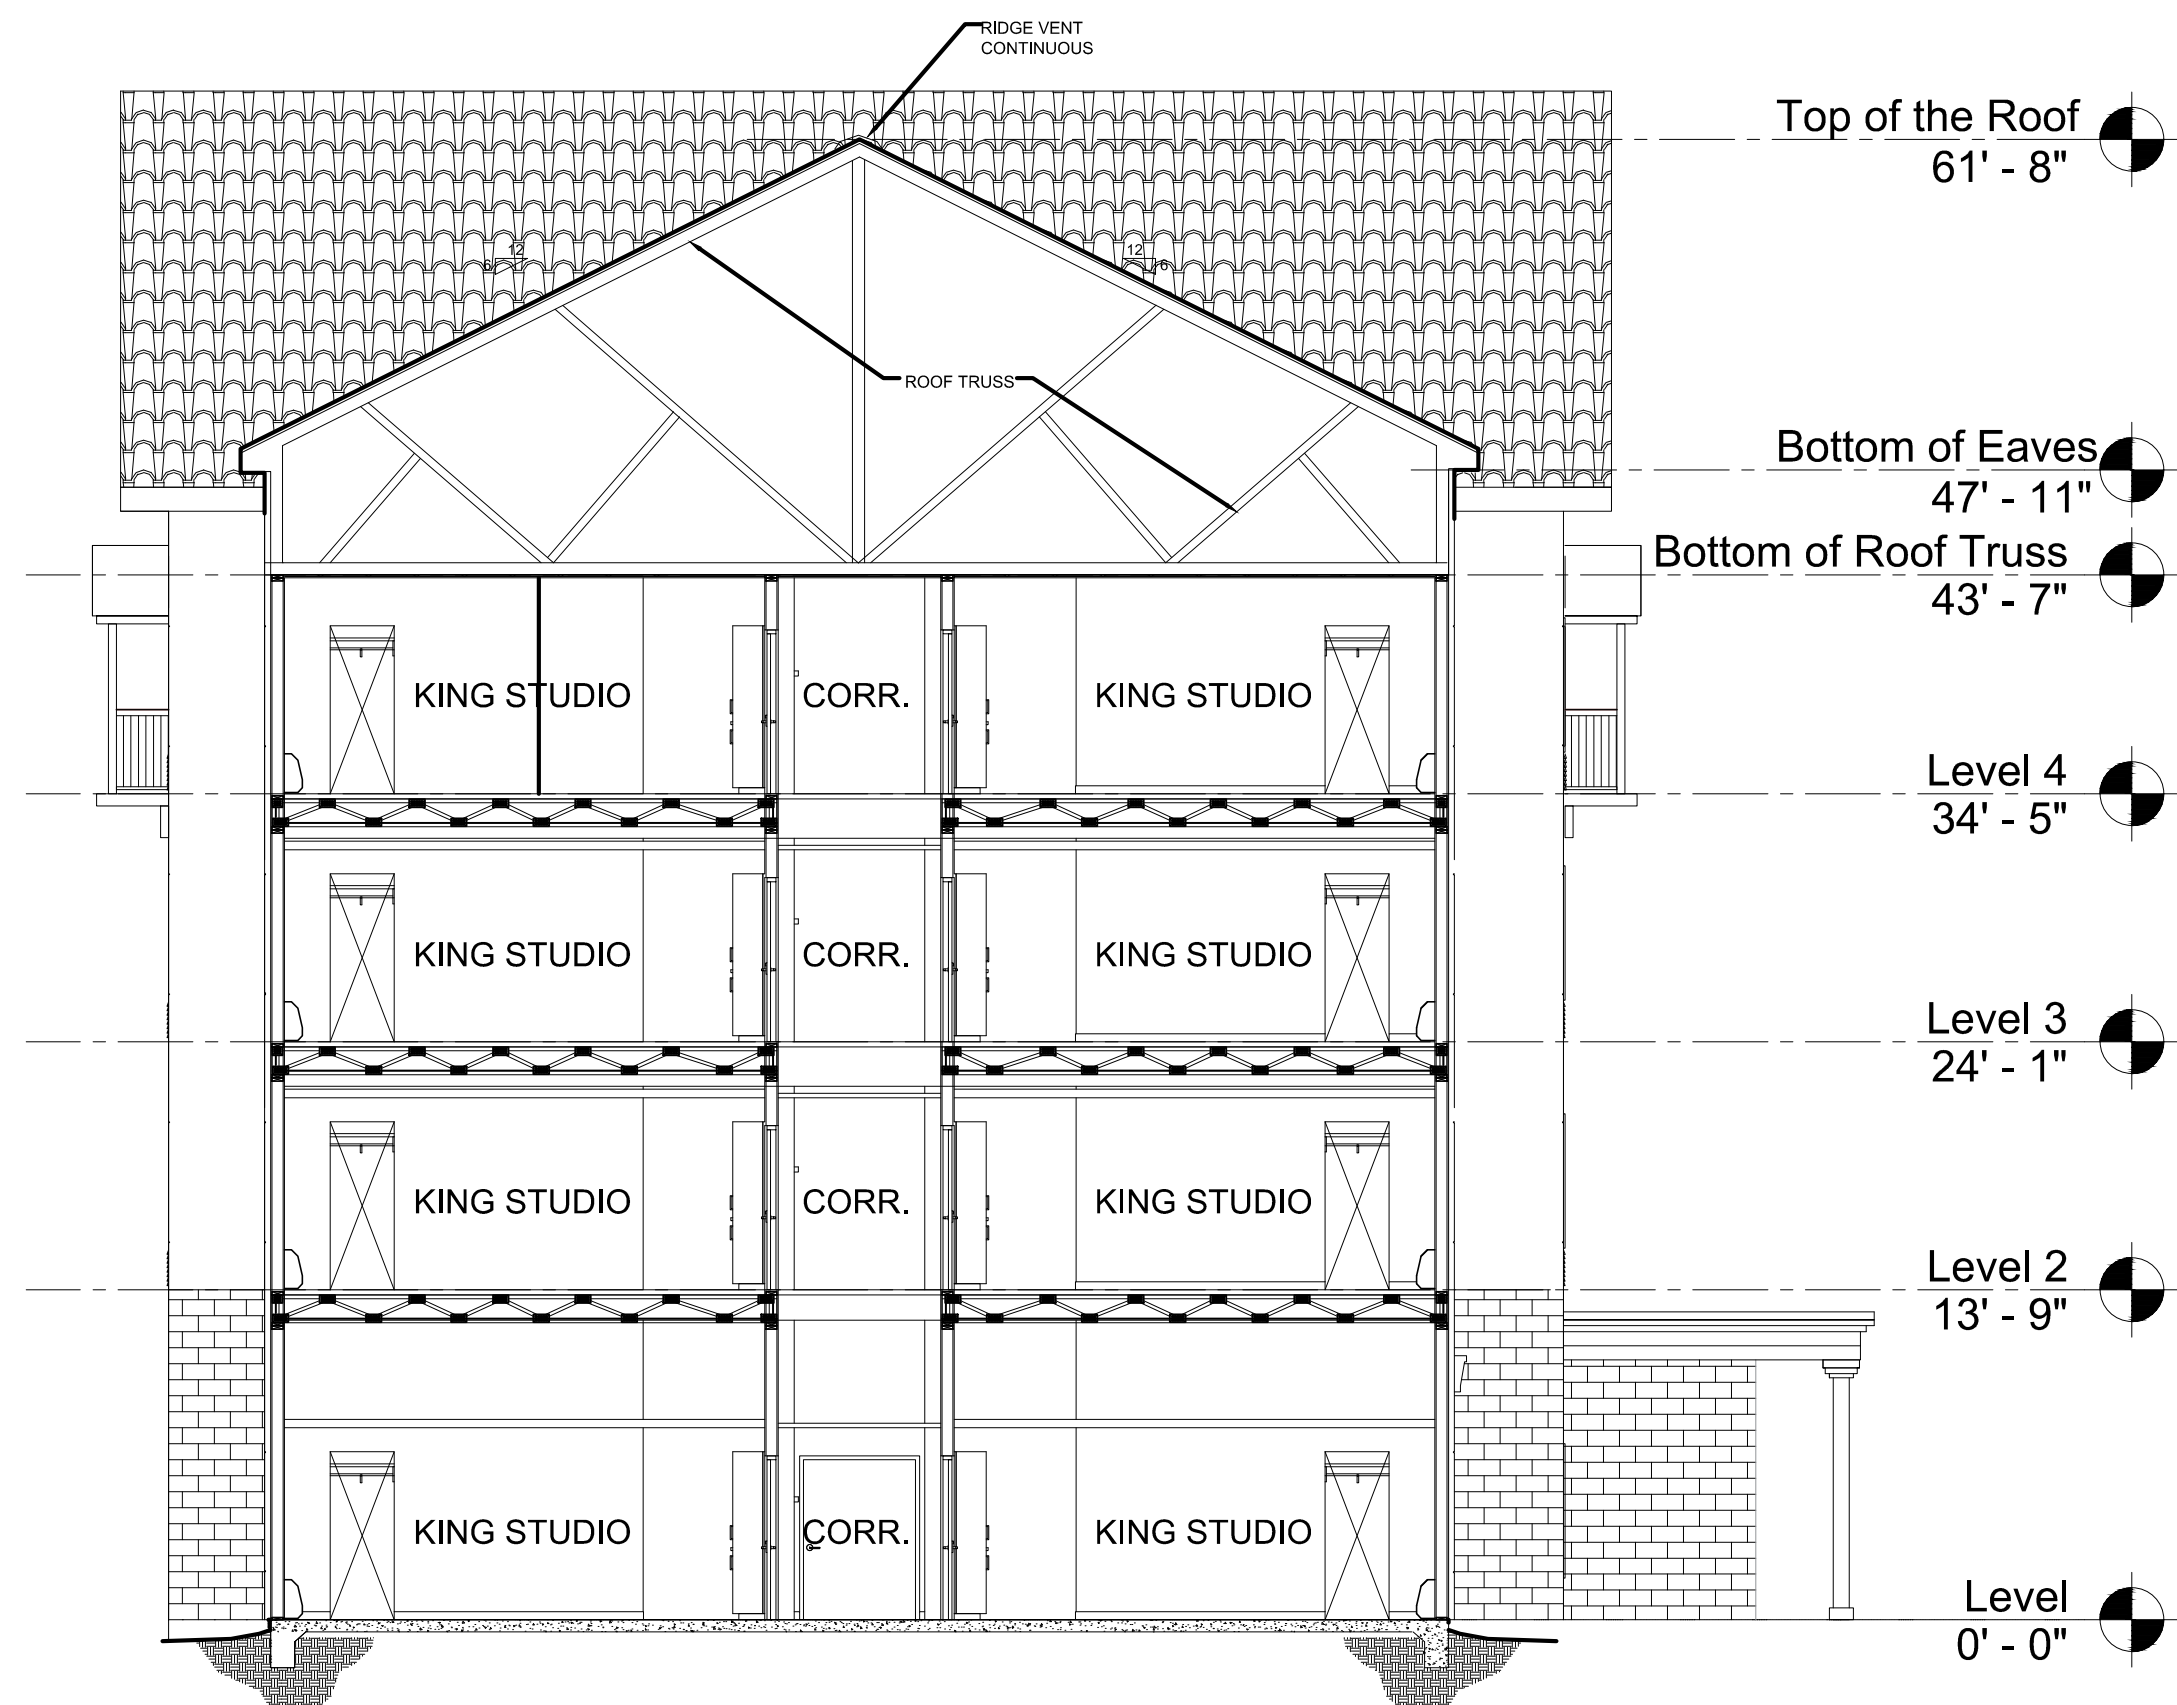 RIDGE VENT
CONTINUOUS
Top of the Roof
61' - 8"
12
6
12
6
ROOF TRUSS
Bottom of Eaves
47' - 11"
Bottom of Roof Truss
43' - 7"
KING STUDIO
CORR.
KING STUDIO
Level 4
34' - 5"
KING STUDIO
CORR.
KING STUDIO
Level 3
24' - 1"
KING STUDIO
CORR.
KING STUDIO
Level 2
13' - 9"
KING STUDIO
CORR.
KING STUDIO
Level
0' - 0"